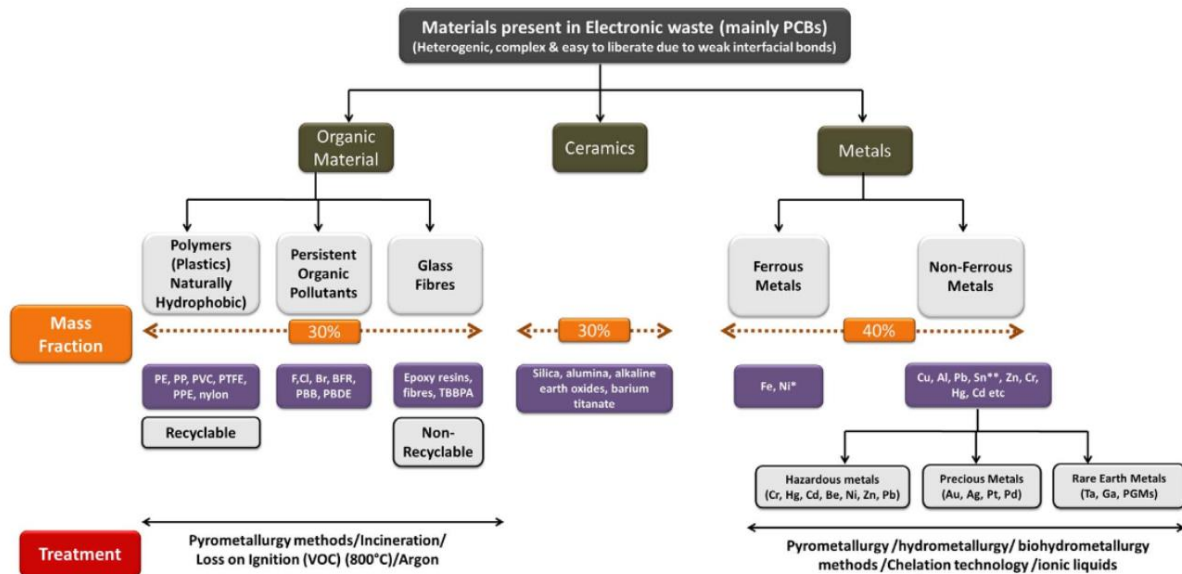 Materials present in Electronic waste (mainly PCBs)
(Heterogenic, complex & easy to liberate due to weak interfacial bonds)
Organic
Material
Ceramics
Metals
Polymers
(Plastics)
Naturally
Hydrophobic)
Persistent
Organic
Pollutants
Glass
Fibres
Ferrous
Metals
Non-Ferrous
Metals
Mass
Fraction
30%
30%
40%
PE, PP, PVC, PTFE,
PPE, nylon
F,Cl, Br, BFR,
PBB, PBDE
Epoxy resins,
fibres, TBBPA
Silica, alumina, alkaline
earth oxides, barium
titanate
Fe, Ni*
Cu, Al, Pb, Sn**, Zn, Cr,
Hg, Cd etc
Recyclable
Non-
Recyclable
Hazardous metals
(Cr, Hg, Cd, Be, Ni, Zn, Pb)
Precious Metals
(Au, Ag, Pt, Pd)
Rare Earth Metals
(Ta, Ga, PGMs)
Treatment
Pyrometallurgy methods/Incineration/
Loss on Ignition (VOC) (800°C)/Argon
Pyrometallurgy /hydrometallurgy/ biohydrometallurgy
methods /Chelation technology /ionic liquids